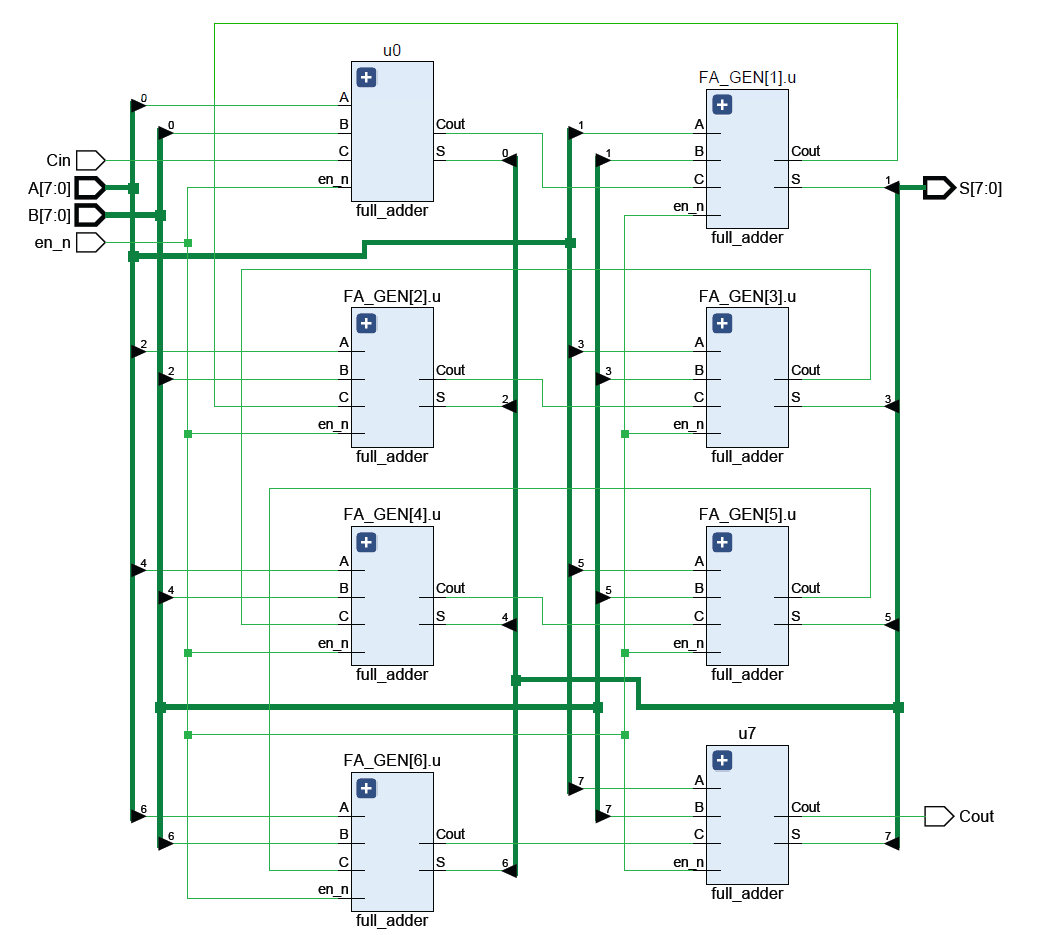 u0
FA_GEN[1].u
0
A
0
B
Cout
1
A
Cin
C
S
0
1
B
Cout
A[7:0]
en_n
C
S
1
S[7:0]
B[7:0]
full_adder
en_n
en_n
full_adder
FA_GEN[2].u
FA_GEN[3].u
2
A
3
A
2
B
Cout
3
B
Cout
C
S
2
C
S
3
en_n
en_n
full_adder
full_adder
FA_GEN[4].u
FA_GEN[5].u
4
A
5
A
4
B
Cout
5
B
Cout
C
S
4
C
S
5
en_n
en_n
full_adder
full_adder
u7
FA_GEN[6].u
7
A
6
A
7
B
Cout
Cout
6
B
Cout
C
S
7
C
S
6
en_n
en_n
full_adder
full_adder